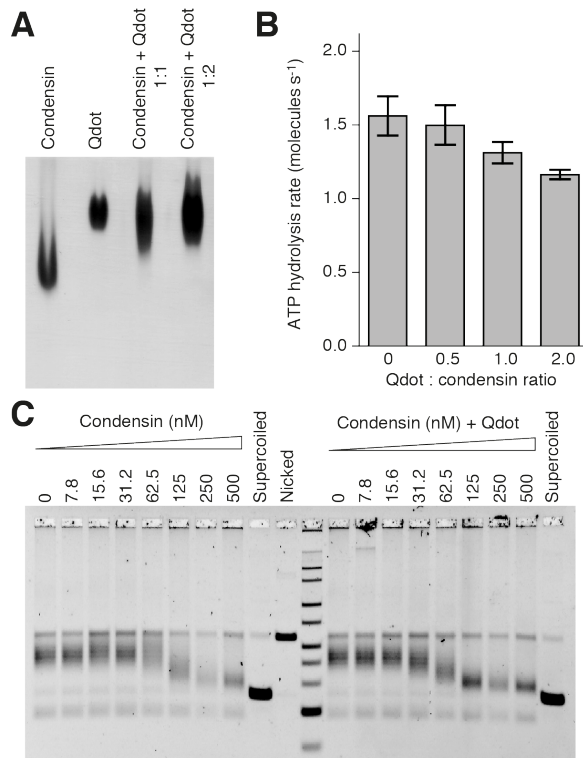 A
Condensin
Qdot
Condensin + Qdot
1:1
Condensin + Qdot
1:2
B
ATP hydrolysis rate (molecules s-1)
2.0
1.5
1.0
0.5
0.0
0 0.5 1.0 2.0
Qdot : condensin ratio
C
Condensin (nM)
0 7.8 15.6 31.2 62.5 125 250 500 Supercoiled Nicked
Condensin (nM) + Qdot
0 7.8 15.6 31.2 62.5 125 250 500 Supercoiled